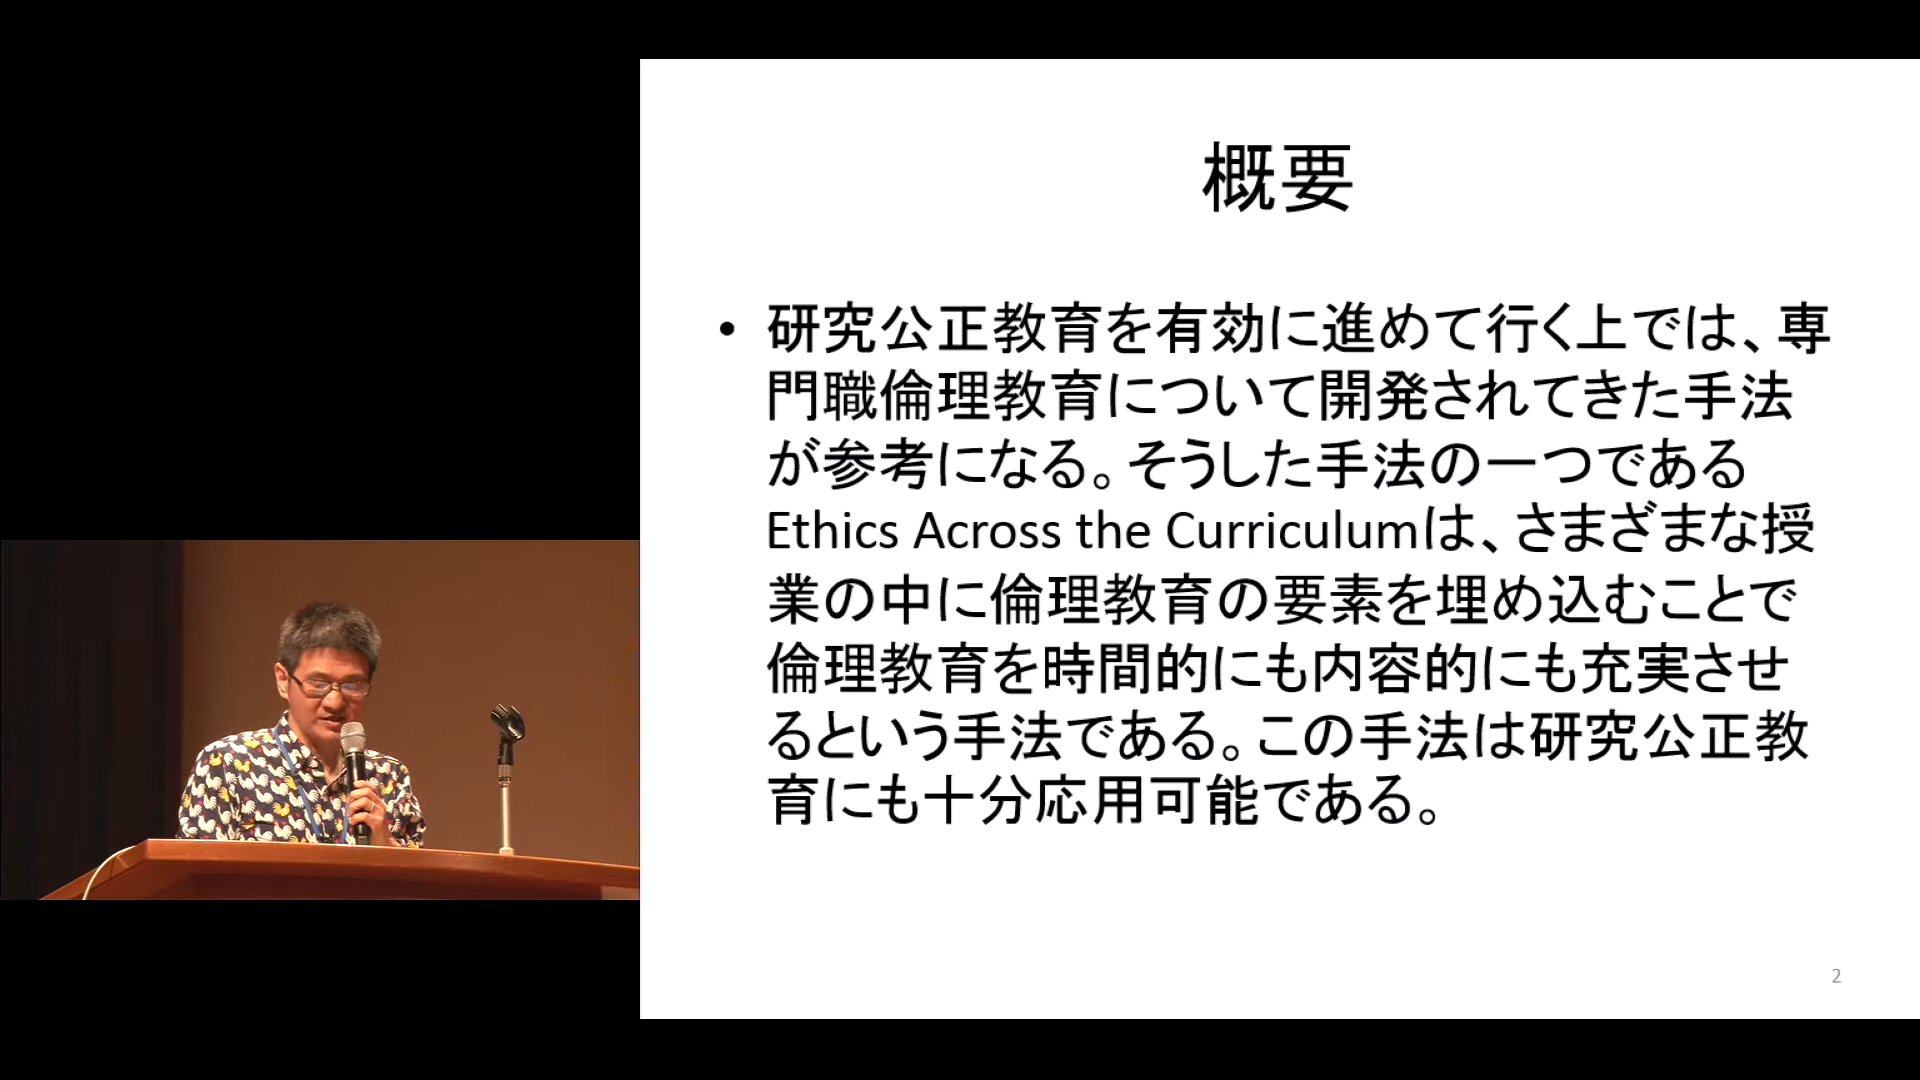 概要
• 研究公正教育を有効に進めて行く上では、専
門職倫理教育について開発されてきた手法
が参考になる。そうした手法の一つである
Ethics Across the Curriculumは、さまざまな授
業の中に倫理教育の要素を埋め込むことで
倫理教育を時間的にも内容的にも充実させ
るという手法である。この手法は研究公正教
育にも十分応用可能である。
2